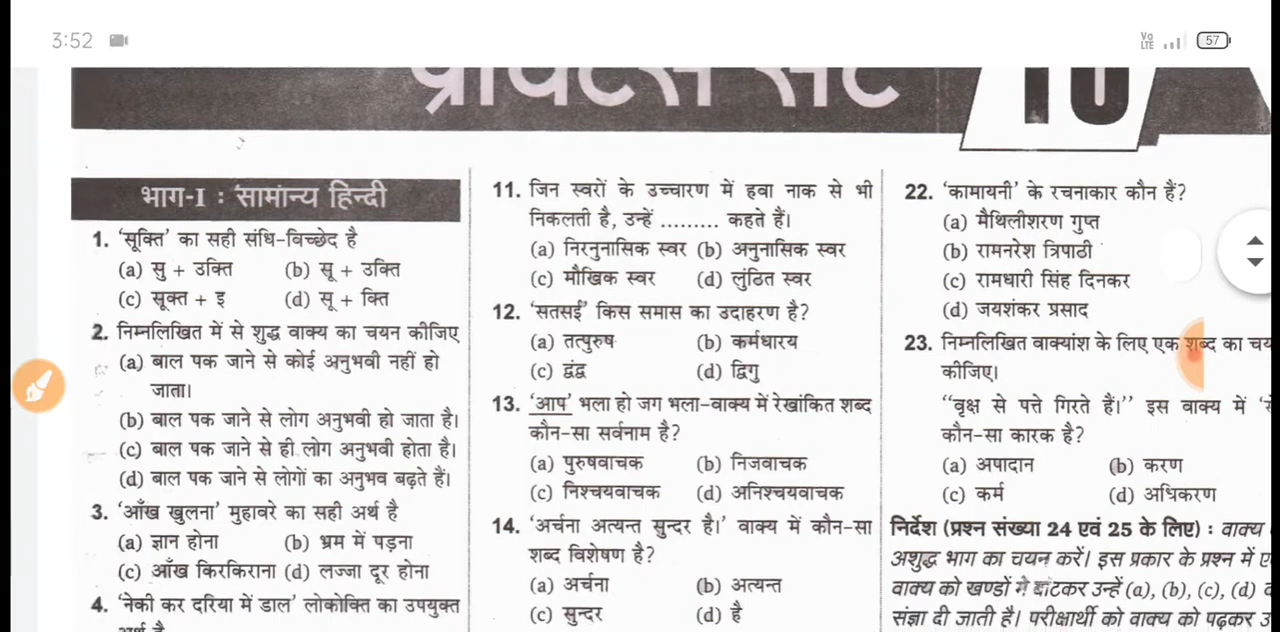 3:52
Vo
LTE
57
प्रैक्टिस सेट
10
भाग-I : सामान्य हिन्दी
1. ‘सूक्ति’ का सही संधि-विच्छेद है
(a) सु + उक्ति (b) सू + उक्ति
(c) सूक्त + इ (d) सू + क्ति
2. निम्नलिखित में से शुद्ध वाक्य का चयन कीजिए
(a) बाल पक जाने से कोई अनुभवी नहीं हो
जाता।
(b) बाल पक जाने से लोग अनुभवी हो जाता है।
(c) बाल पक जाने से ही लोग अनुभवी होता है।
(d) बाल पक जाने से लोगों का अनुभव बढ़ते हैं।
3. ‘आँख खुलना’ मुहावरे का सही अर्थ है
(a) ज्ञान होना (b) भ्रम में पड़ना
(c) आँख किरकिराना (d) लज्जा दूर होना
4. ‘नेकी कर दरिया में डाल’ लोकोक्ति का उपयुक्त
अर्थ है
11. जिन स्वरों के उच्चारण में हवा नाक से भी
निकलती है, उन्हें ......... कहते हैं।
(a) निरनुनासिक स्वर (b) अनुनासिक स्वर
(c) मौखिक स्वर (d) लुंठित स्वर
12. ‘सतसई’ किस समास का उदाहरण है?
(a) तत्पुरुष (b) कर्मधारय
(c) द्वंद्व (d) द्विगु
13. ‘आप’ भला हो जग भला-वाक्य में रेखांकित शब्द
कौन-सा सर्वनाम है?
(a) पुरुषवाचक (b) निजवाचक
(c) निश्चयवाचक (d) अनिश्चयवाचक
14. ‘अर्चना अत्यन्त सुन्दर है।’ वाक्य में कौन-सा
शब्द विशेषण है?
(a) अर्चना (b) अत्यन्त
(c) सुन्दर (d) है
22. ‘कामायनी’ के रचनाकार कौन हैं?
(a) मैथिलीशरण गुप्त
(b) रामनरेश त्रिपाठी
(c) रामधारी सिंह दिनकर
(d) जयशंकर प्रसाद
23. निम्नलिखित वाक्यांश के लिए एक शब्द का चय
कीजिए।
“वृक्ष से पत्ते गिरते हैं।” इस वाक्य में ‘
कौन-सा कारक है?
(a) अपादान (b) करण
(c) कर्म (d) अधिकरण
निर्देश (प्रश्न संख्या 24 एवं 25 के लिए) : वाक्य
अशुद्ध भाग का चयन करें। इस प्रकार के प्रश्न में ए
वाक्य को खण्डों में बाँटकर उन्हें (a), (b), (c), (d)
संज्ञा दी जाती है। परीक्षार्थी को वाक्य को पढ़कर उ